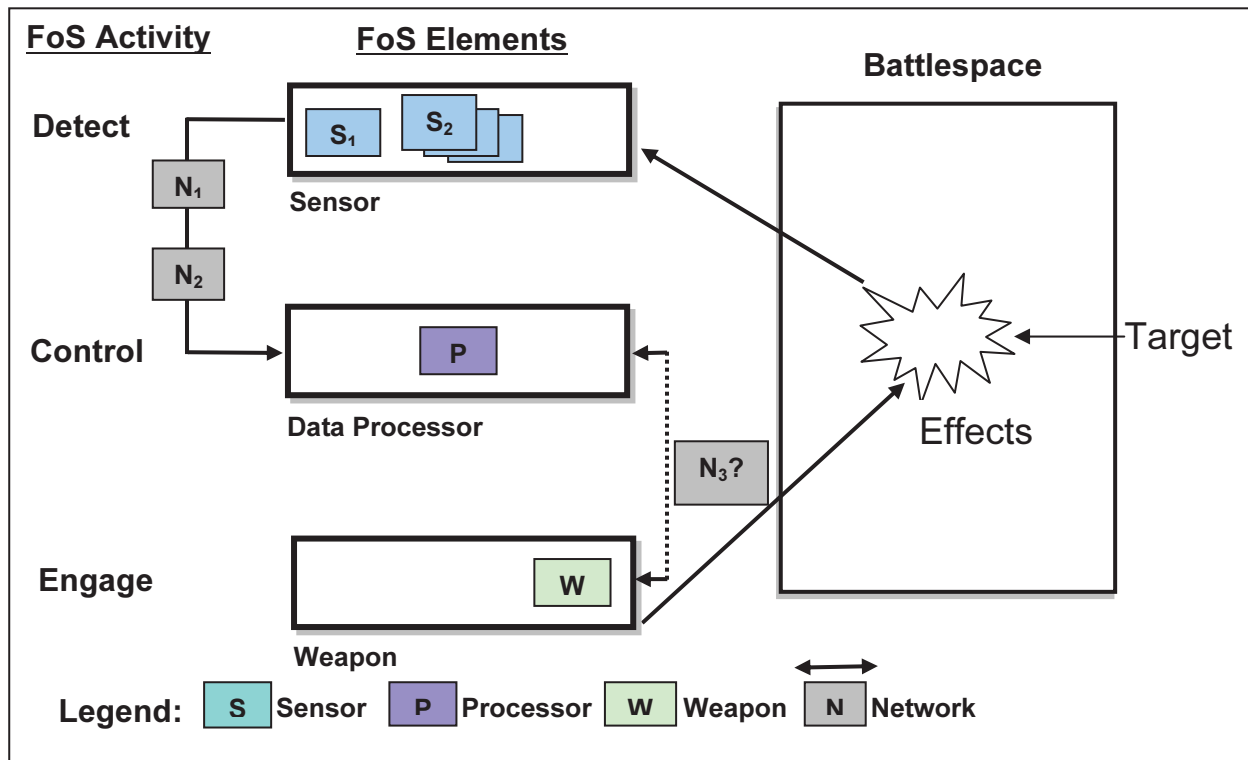 FoS Activity
FoS Elements
Battlespace
Detect
S₁
S₂
N₁
Sensor
N₂
Control
P
Target
Data Processor
Effects
N₃?
Engage
W
Weapon
Legend: S Sensor P Processor W Weapon N Network